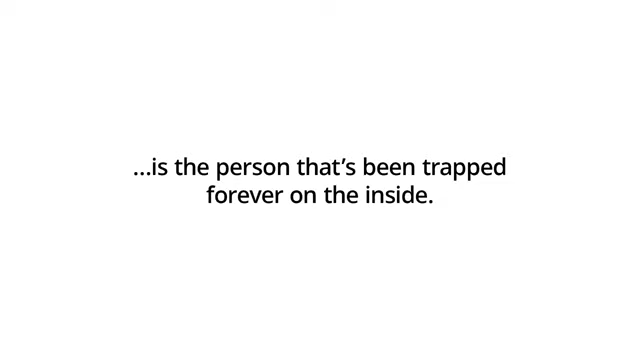 ...is the person that’s been trapped
forever on the inside.